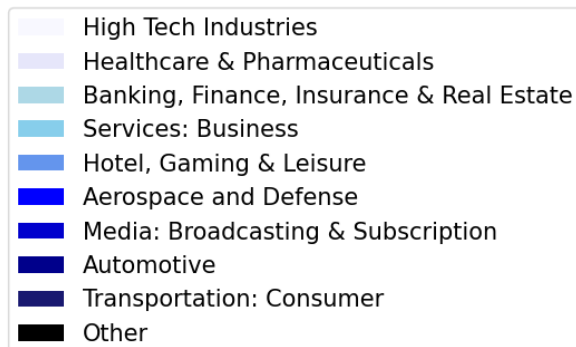 High Tech Industries
Healthcare & Pharmaceuticals
Banking, Finance, Insurance & Real Estate
Services: Business
Hotel, Gaming & Leisure
Aerospace and Defense
Media: Broadcasting & Subscription
Automotive
Transportation: Consumer
Other